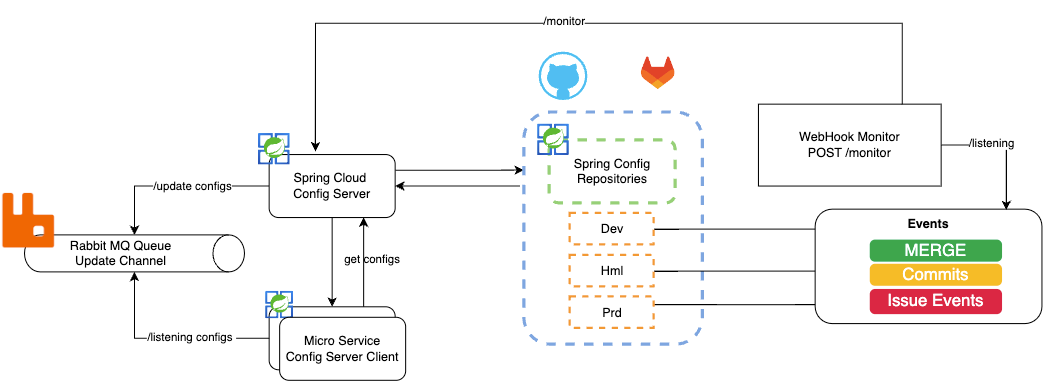 /monitor
WebHook Monitor
POST /monitor
/listening
Spring Config
Repositories
Spring Cloud
Config Server
/update configs
Rabbit MQ Queue
Update Channel
get configs
/listening configs
Micro Service
Config Server Client
Dev
Hml
Prd
Events
MERGE
Commits
Issue Events